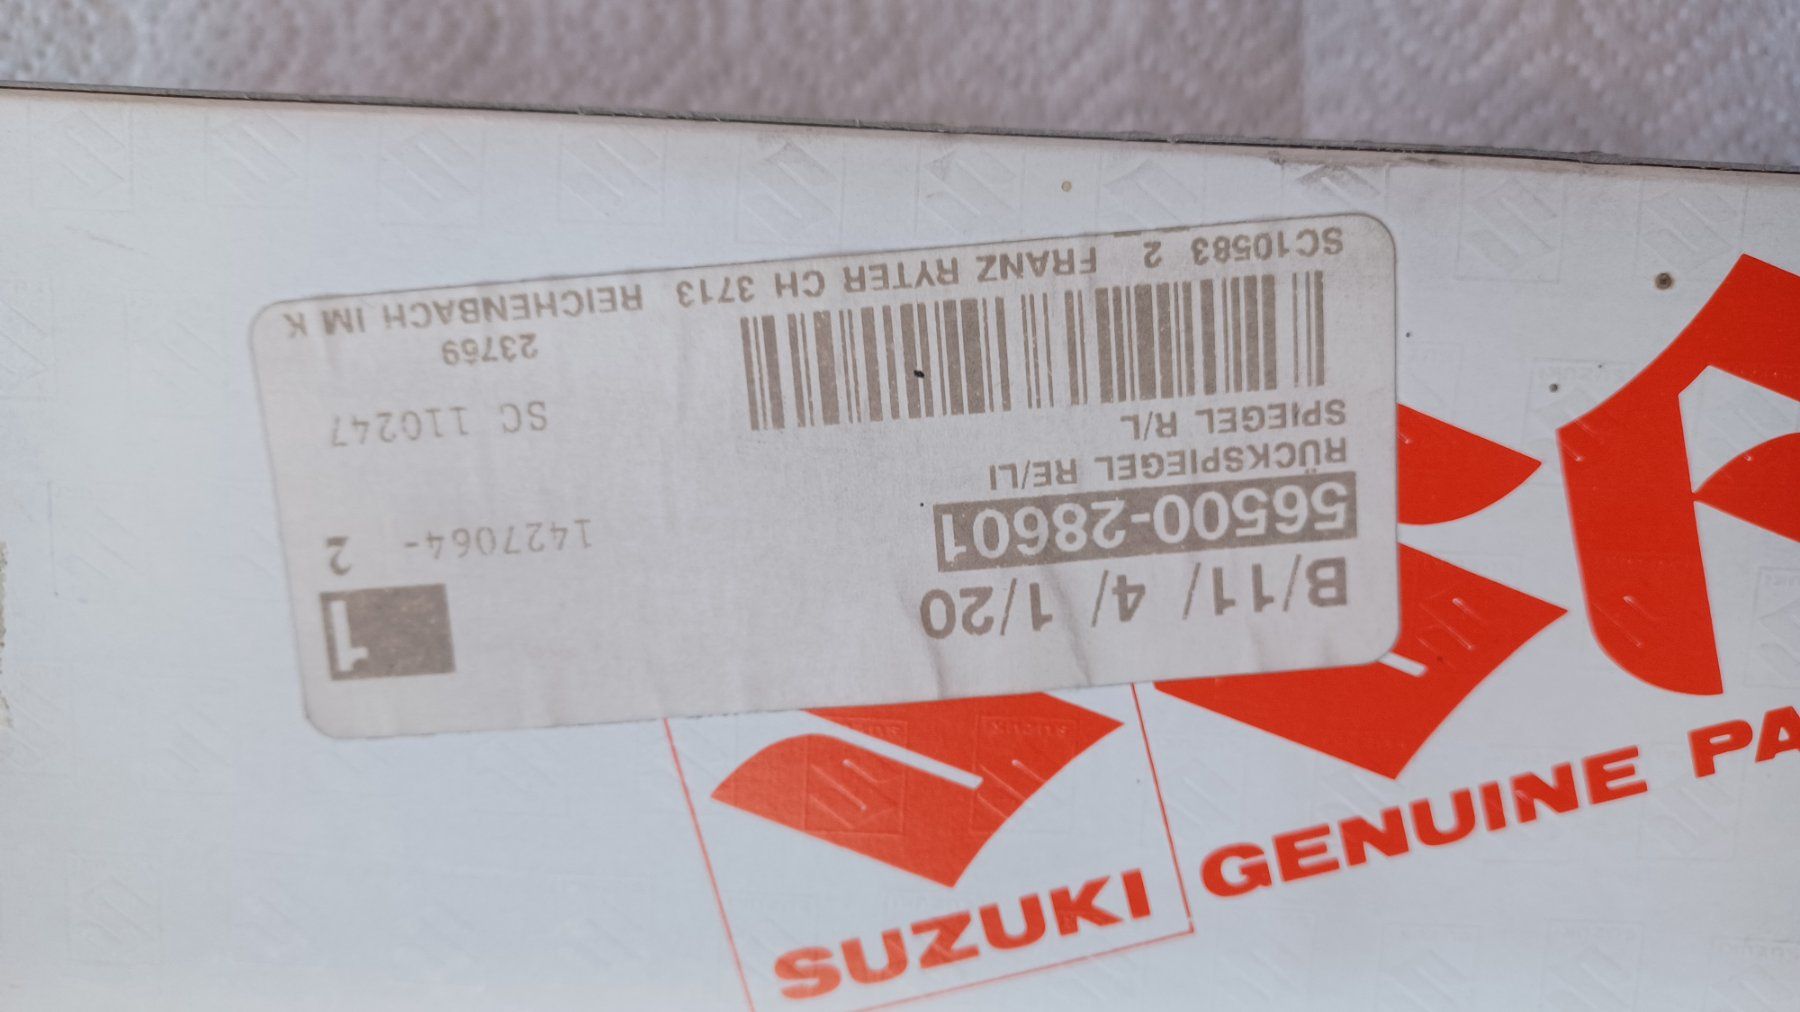 B/11/ 4/ 1/20
1
56500-28601
1427064- 2
RÜCKSPIEGEL RE/LI
SPIEGEL R/L
SC 110247
23769
SC10583 2 FRANZ RYTER CH 3713 REICHENBACH IM K
SUZUKI GENUINE PA